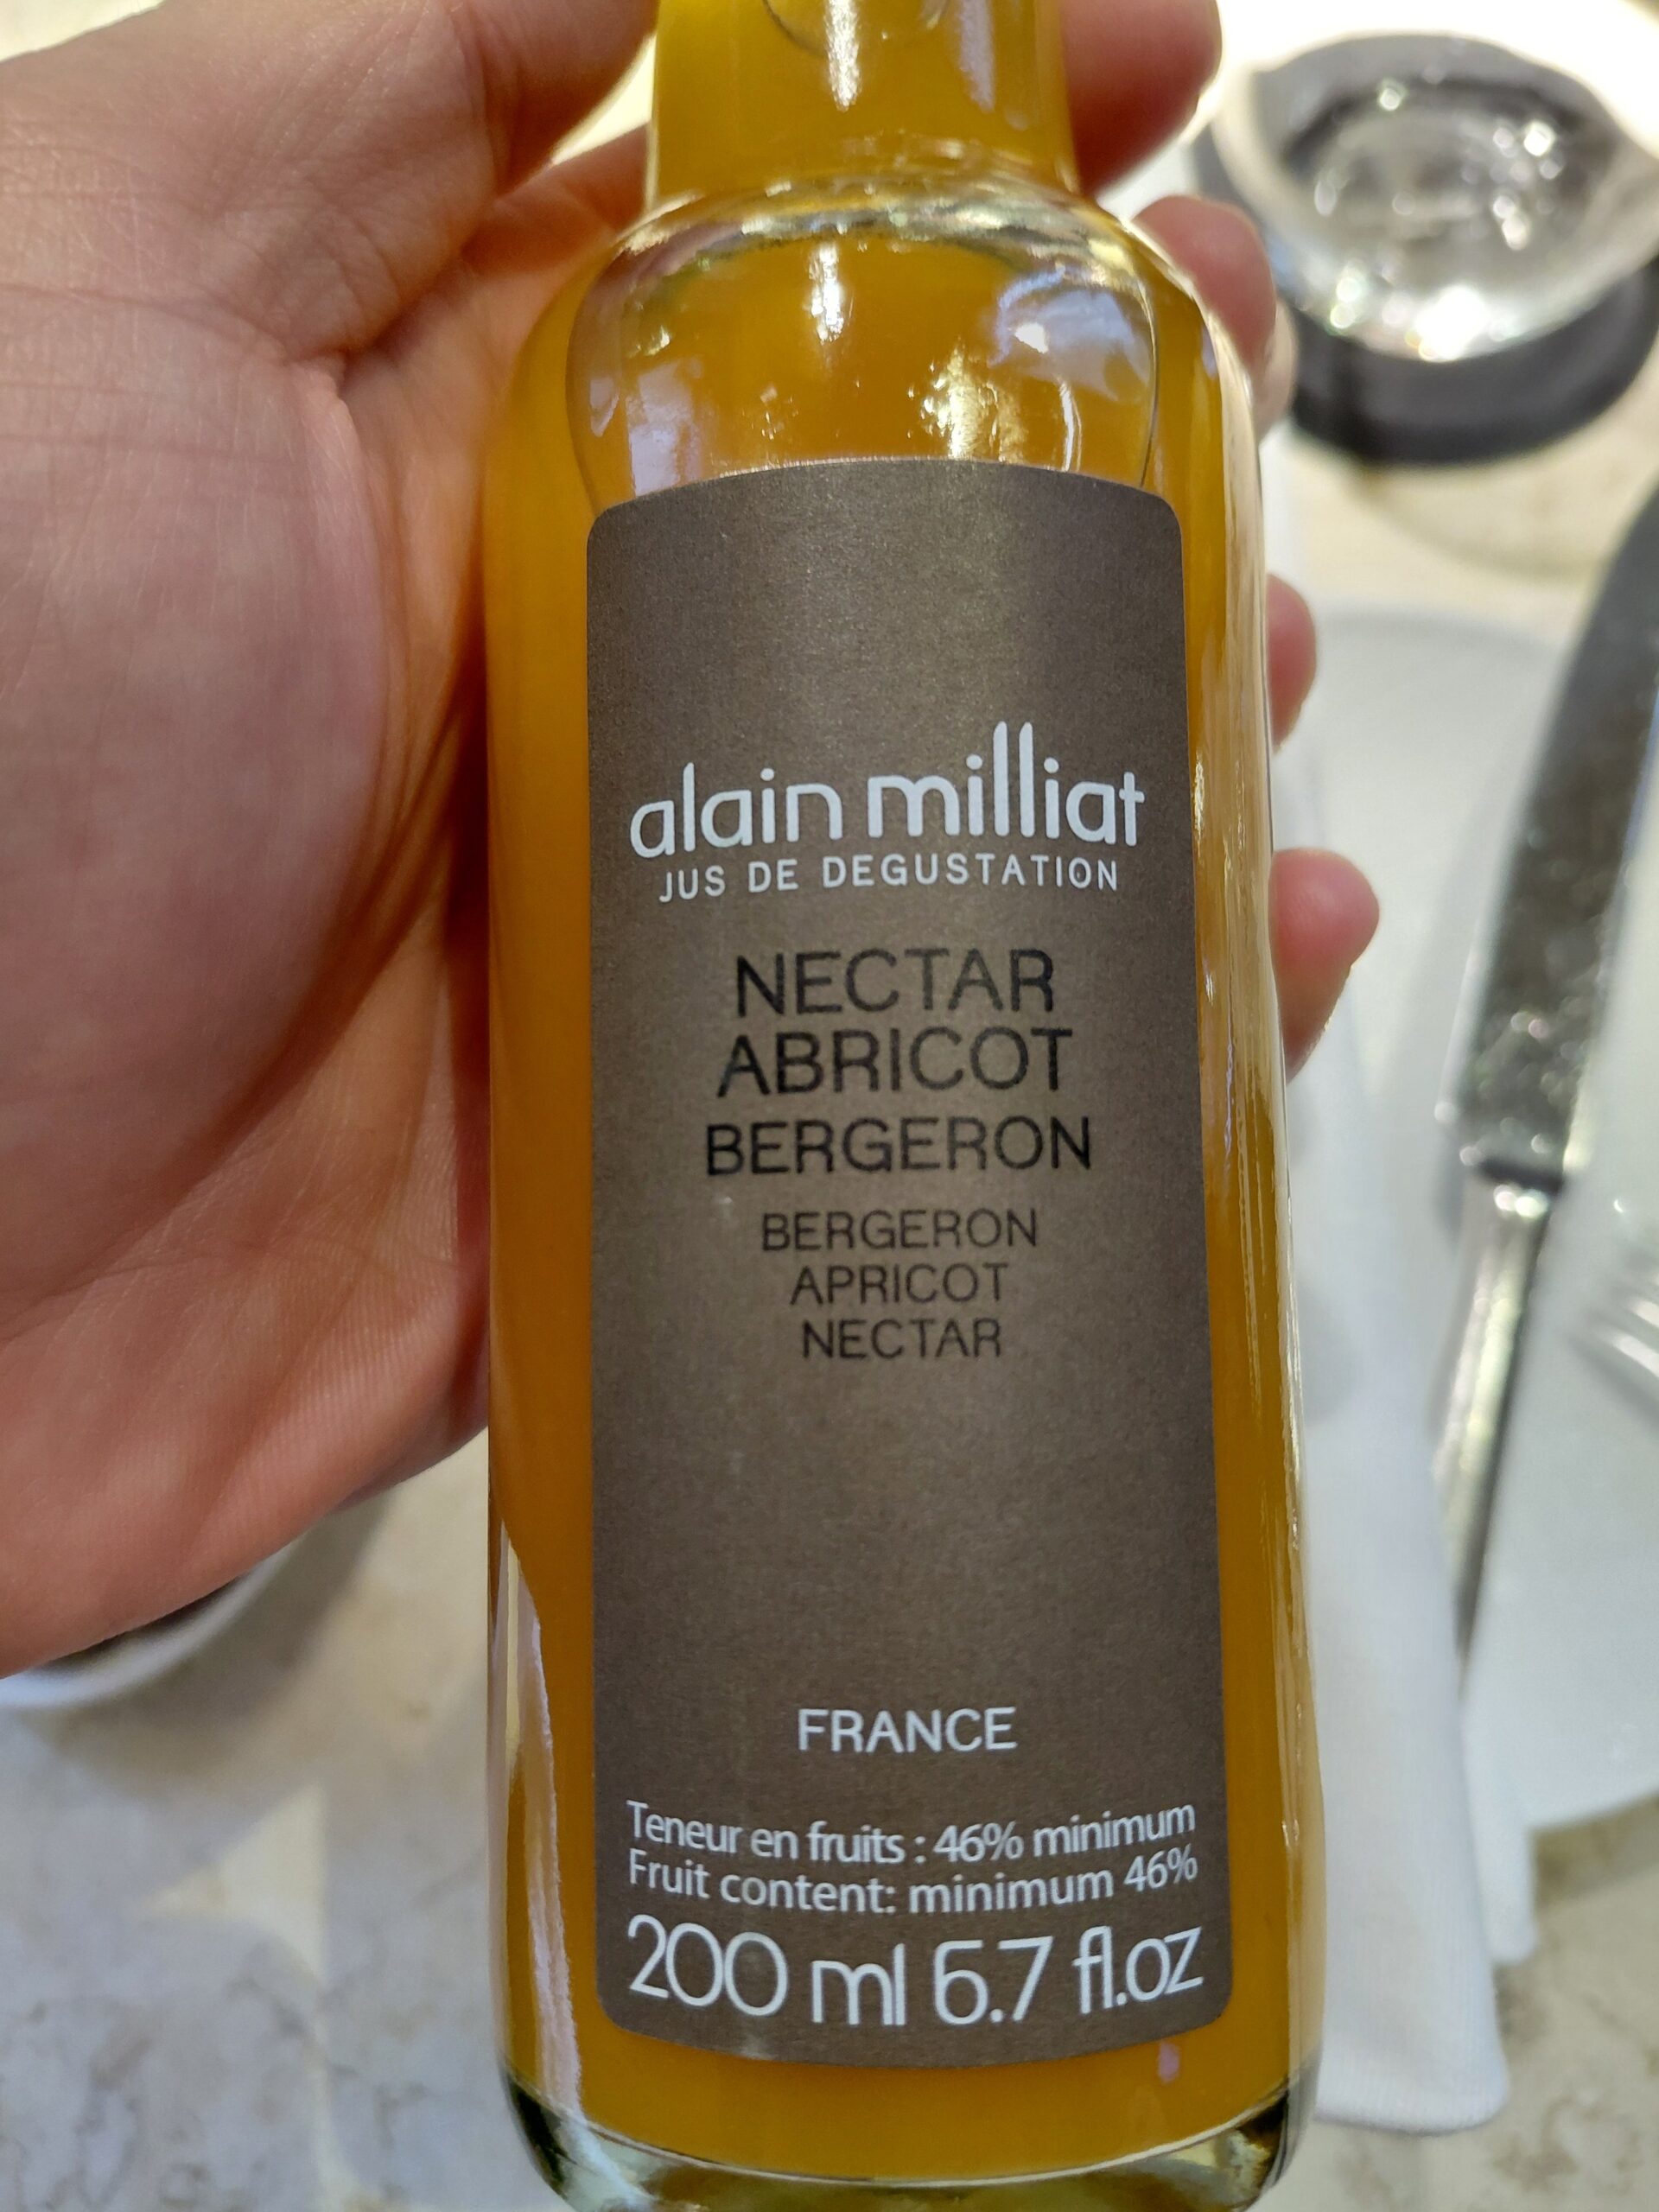 alain milliat
JUS DE DEGUSTATION
NECTAR
ABRICOT
BERGERON
BERGERON
APRICOT
NECTAR
FRANCE
Teneur en fruits : 46% minimum
Fruit content: minimum 46%
200 ml 6.7 fl.oz